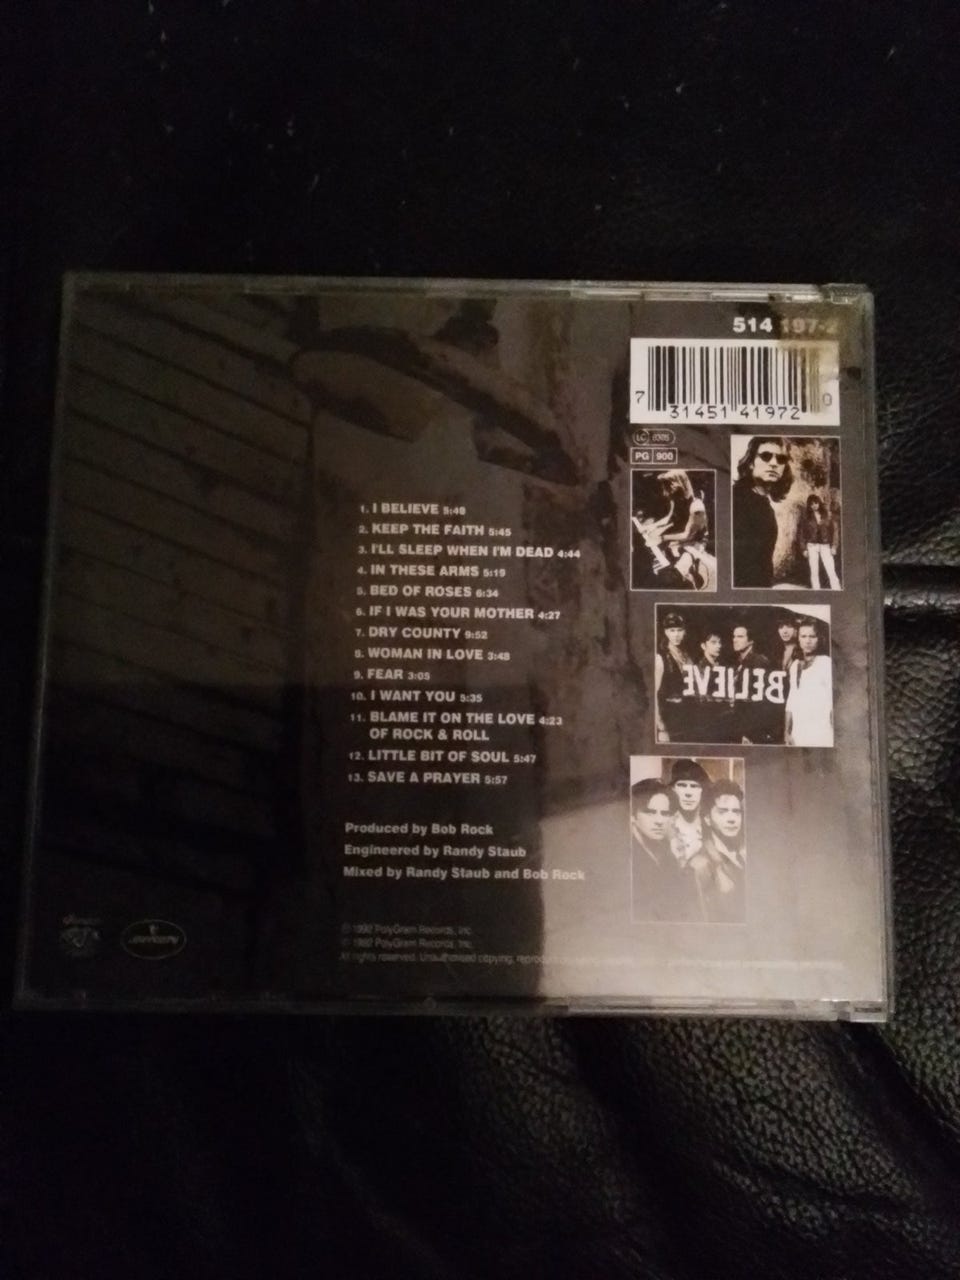 514 197-2
7 31451 41972 0
LC
PG 900
1. I BELIEVE 5:48
2. KEEP THE FAITH 5:45
3. I'LL SLEEP WHEN I'M DEAD 4:44
4. IN THESE ARMS 5:19
5. BED OF ROSES 6:34
6. IF I WAS YOUR MOTHER 4:27
7. DRY COUNTY 9:52
8. WOMAN IN LOVE 3:48
9. FEAR 3:05
10. I WANT YOU 5:35
11. BLAME IT ON THE LOVE 4:23
OF ROCK & ROLL
12. LITTLE BIT OF SOUL 5:47
13. SAVE A PRAYER 5:57
BELIEVE
Produced by Bob Rock
Engineered by Randy Staub
Mixed by Randy Staub and Bob Rock
mercury
℗ 1992 PolyGram Records, Inc.
© 1992 PolyGram Records, Inc.
All rights reserved. Unauthorised copying,